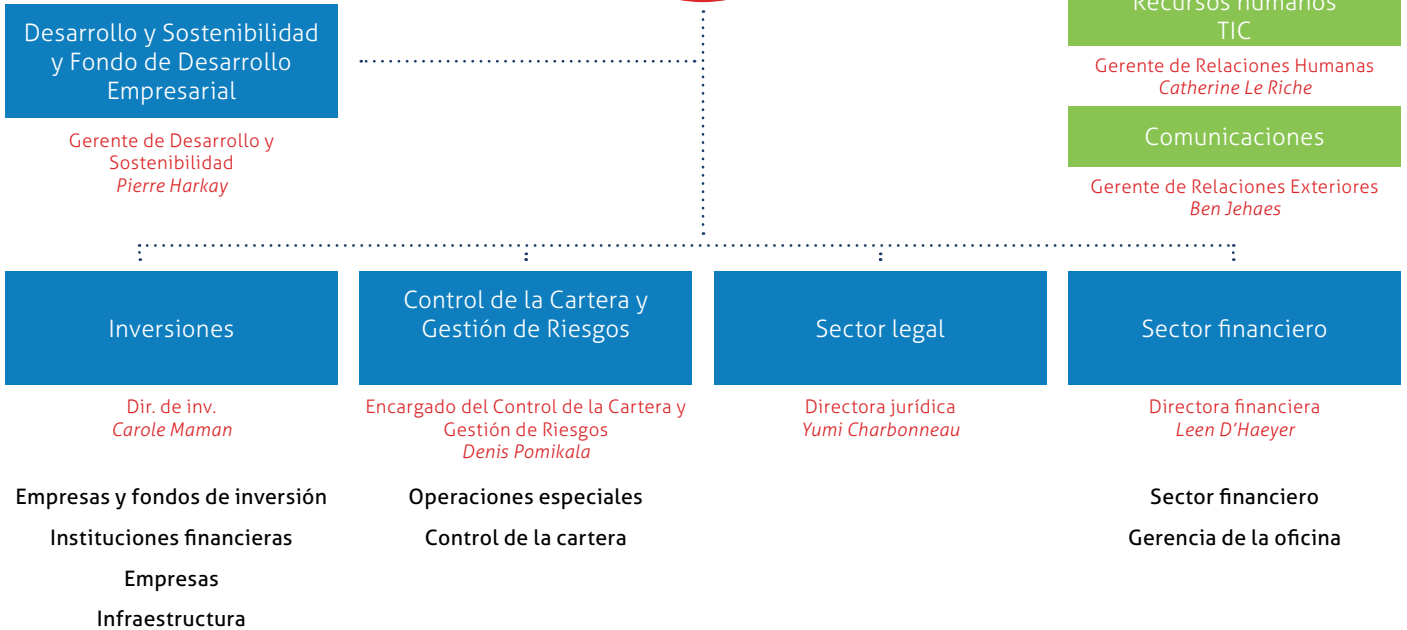 Recursos humanos
TIC
Gerente de Relaciones Humanas
Catherine Le Riche
Desarrollo y Sostenibilidad
y Fondo de Desarrollo
Empresarial
Gerente de Desarrollo y
Sostenibilidad
Pierre Harkay
Comunicaciones
Gerente de Relaciones Exteriores
Ben Jehaes
Inversiones
Dir. de inv.
Carole Maman
Empresas y fondos de inversión
Instituciones financieras
Empresas
Infraestructura
Control de la Cartera y
Gestión de Riesgos
Encargado del Control de la Cartera y
Gestión de Riesgos
Denis Pomikala
Operaciones especiales
Control de la cartera
Sector legal
Directora jurídica
Yumi Charbonneau
Sector financiero
Directora financiera
Leen D’Haeyer
Sector financiero
Gerencia de la oficina